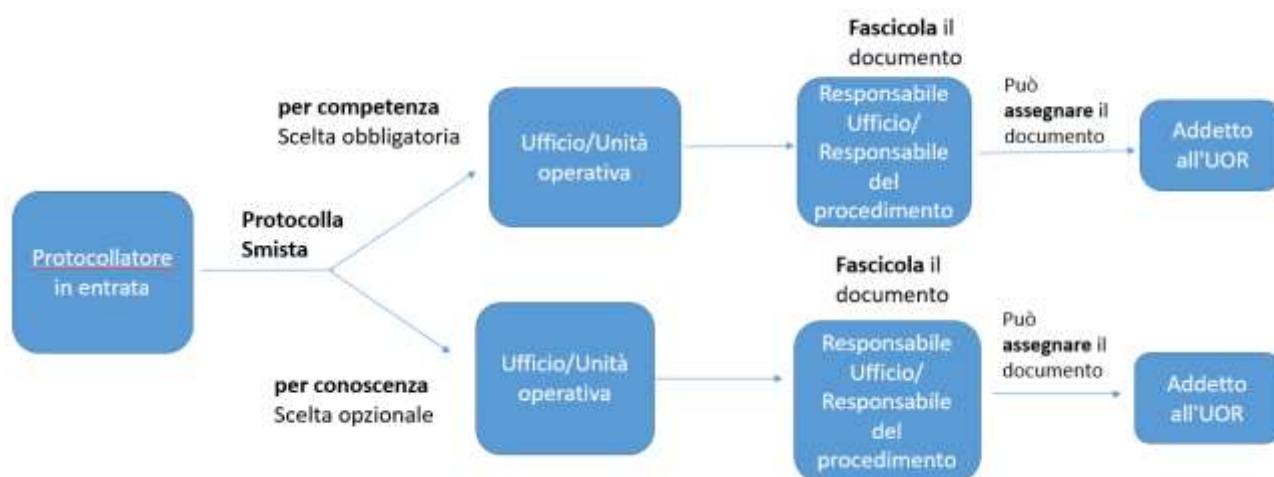 Protocollatore
in entrata
Protocolla
Smista
per competenza
Scelta obbligatoria
Ufficio/Unità
operativa
Fascicola il
documento
Responsabile
Ufficio/
Responsabile
del
procedimento
Può
assegnare il
documento
Addetto
all'UOR
per conoscenza
Scelta opzionale
Ufficio/Unità
operativa
Fascicola il
documento
Responsabile
Ufficio/
Responsabile
del
procedimento
Può
assegnare il
documento
Addetto
all'UOR